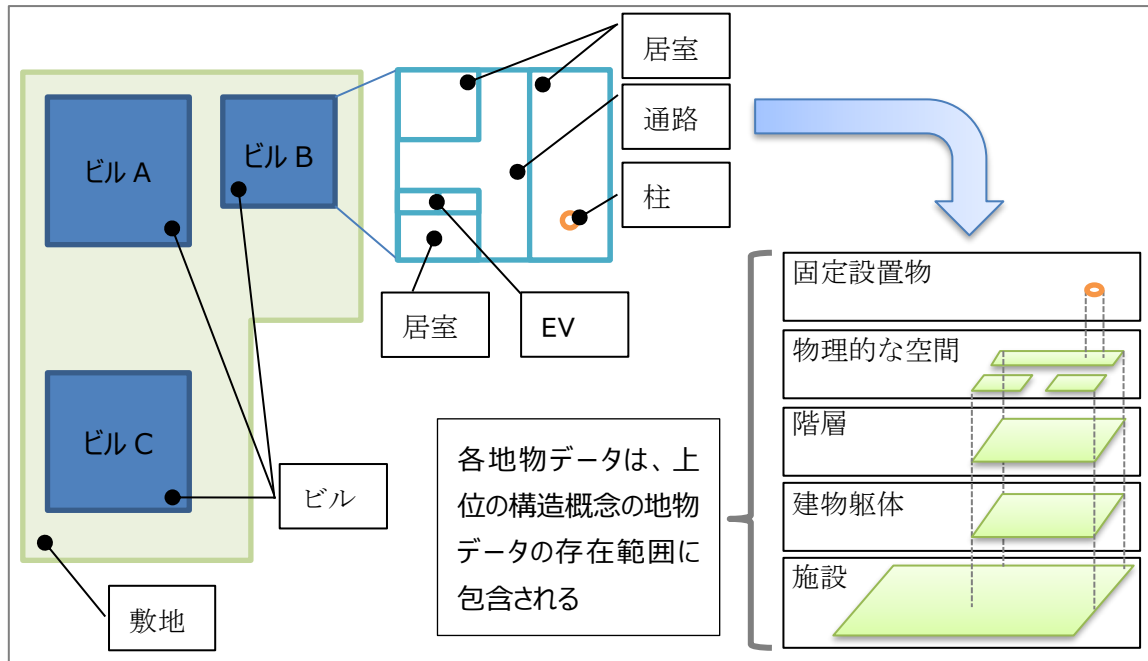 居室
通路
柱
ビル A
ビル B
居室
EV
ビル C
ビル
敷地
各地物データは、上
位の構造概念の地物
データの存在範囲に
包含される
固定設置物
物理的な空間
階層
建物躯体
施設